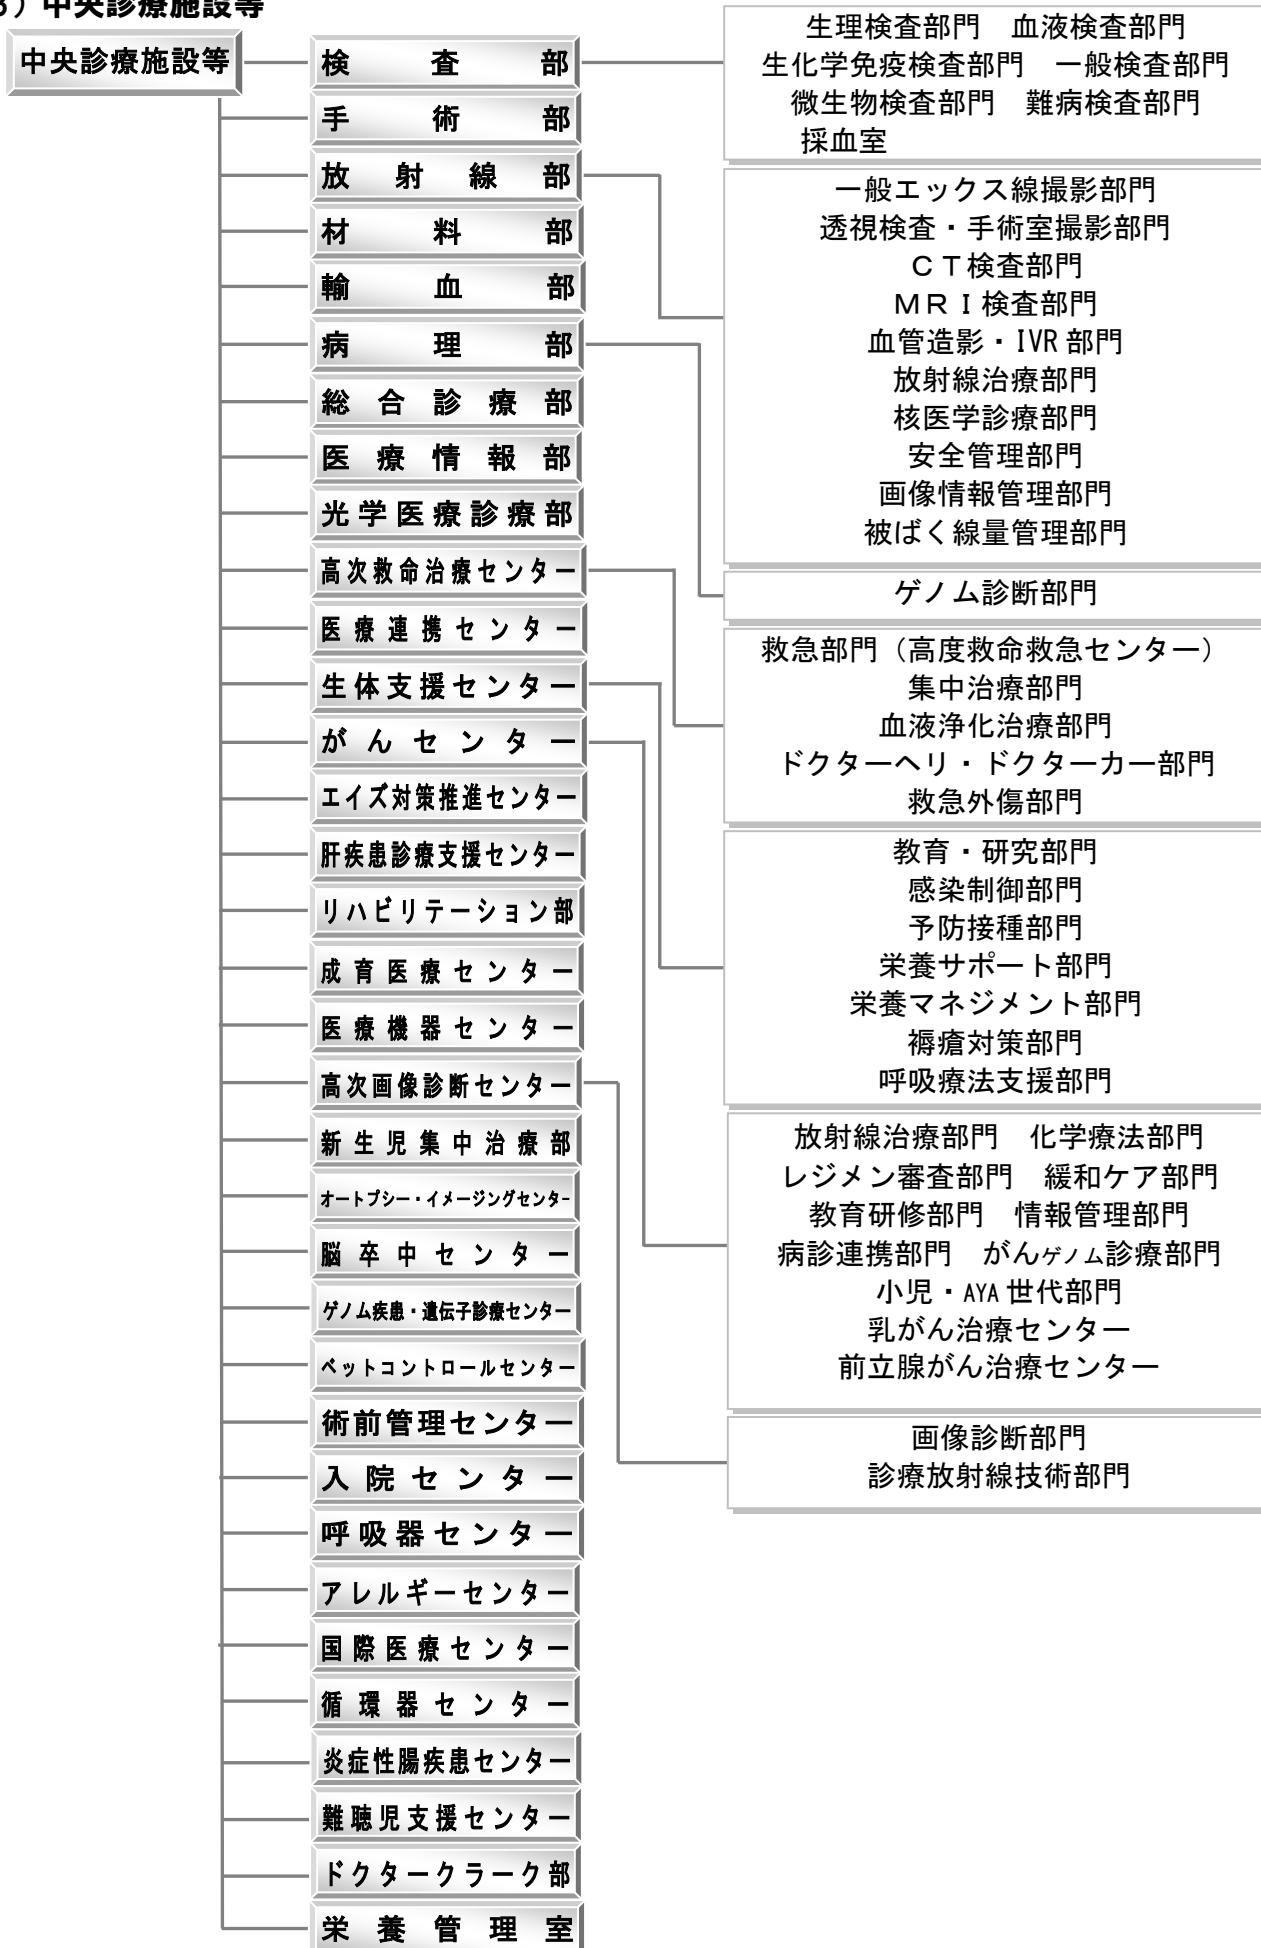 3）中央診療施設等
中央診療施設等
検査部
手術部
放射線部
材料部
輸血部
病理部
総合診療部
医療情報部
光学医療診療部
高次救命治療センター
医療連携センター
生体支援センター
がんセンター
エイズ対策推進センター
肝疾患診療支援センター
リハビリテーション部
成育医療センター
医療機器センター
高次画像診断センター
新生児集中治療部
オートプシー・イメージングセンター
脳卒中センター
ゲノム疾患・遺伝子診療センター
ベットコントロールセンター
術前管理センター
入院センター
呼吸器センター
アレルギーセンター
国際医療センター
循環器センター
炎症性腸疾患センター
難聴児支援センター
ドクタークラーク部
栄養管理室
生理検査部門　血液検査部門
生化学免疫検査部門　一般検査部門
微生物検査部門　難病検査部門
採血室
一般エックス線撮影部門
透視検査・手術室撮影部門
ＣＴ検査部門
ＭＲＩ検査部門
血管造影・IVR部門
放射線治療部門
核医学診療部門
安全管理部門
画像情報管理部門
被ばく線量管理部門
ゲノム診断部門
救急部門（高度救命救急センター）
集中治療部門
血液浄化治療部門
ドクターヘリ・ドクターカー部門
救急外傷部門
教育・研究部門
感染制御部門
予防接種部門
栄養サポート部門
栄養マネジメント部門
褥瘡対策部門
呼吸療法支援部門
放射線治療部門　化学療法部門
レジメン審査部門　緩和ケア部門
教育研修部門　情報管理部門
病診連携部門　がんゲノム診療部門
小児・AYA世代部門
乳がん治療センター
前立腺がん治療センター
画像診断部門
診療放射線技術部門